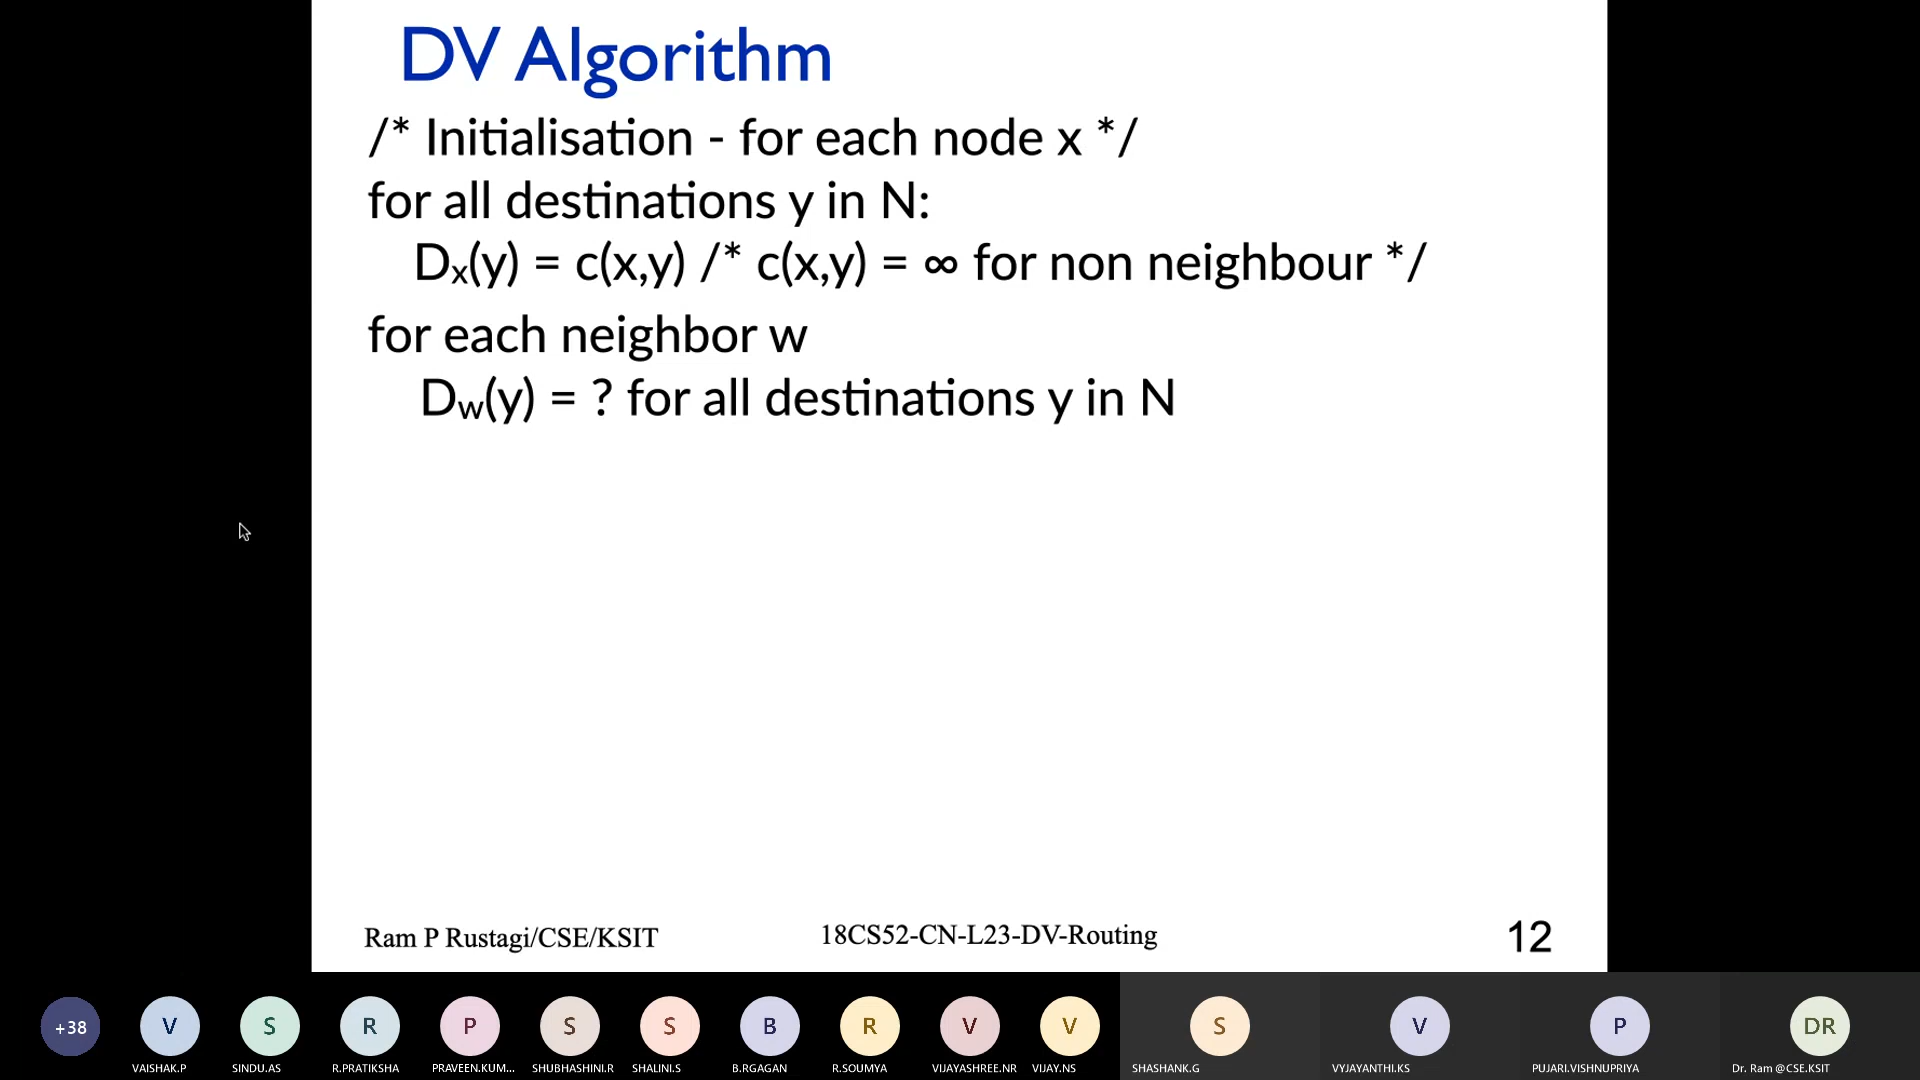 DV Algorithm
/* Initialisation - for each node x */
for all destinations y in N:
Dx(y) = c(x,y) /* c(x,y) = ∞ for non neighbour */
for each neighbor w
Dw(y) = ? for all destinations y in N
Ram P Rustagi/CSE/KSIT 18CS52-CN-L23-DV-Routing 12
+38 V S R P S S B R V V S V P DR
VAISHAK.P SINDU.AS R.PRATIKSHA PRAVEEN.KUM... SHUBHASHINI.R SHALINI.S B.RGAGAN R.SOUMYA VIJAYASHREE.NR VIJAY.NS SHASHANK.G VYJAYANTHI.KS PUJARI.VISHNUPRIYA Dr. Ram @CSE.KSIT